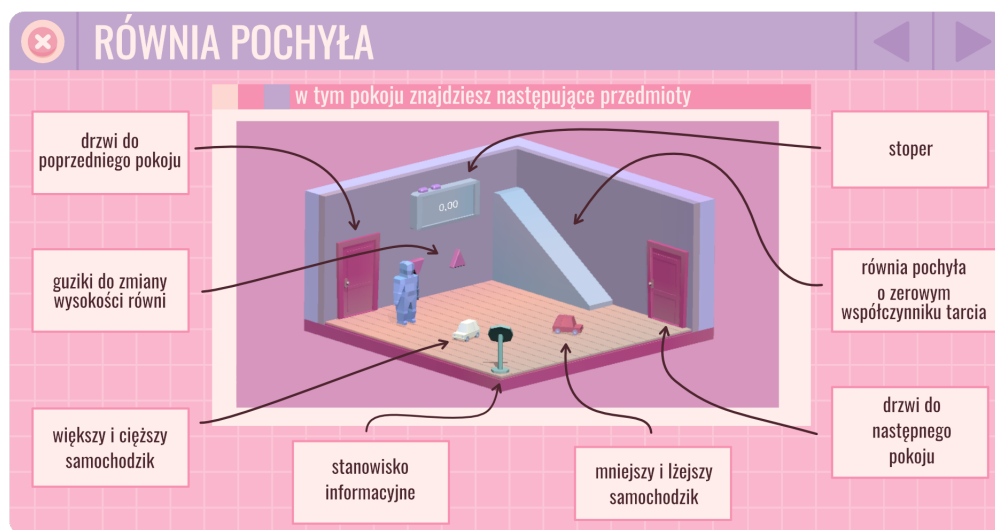 RÓWNIA POCHYŁA
w tym pokoju znajdziesz następujące przedmioty
drzwi do
poprzedniego pokoju
stoper
0.00
guziki do zmiany
wysokości równi
równia pochyła
o zerowym
współczynniku tarcia
większy i cięższy
samochodzik
stanowisko
informacyjne
mniejszy i lżejszy
samochodzik
drzwi do
następnego
pokoju